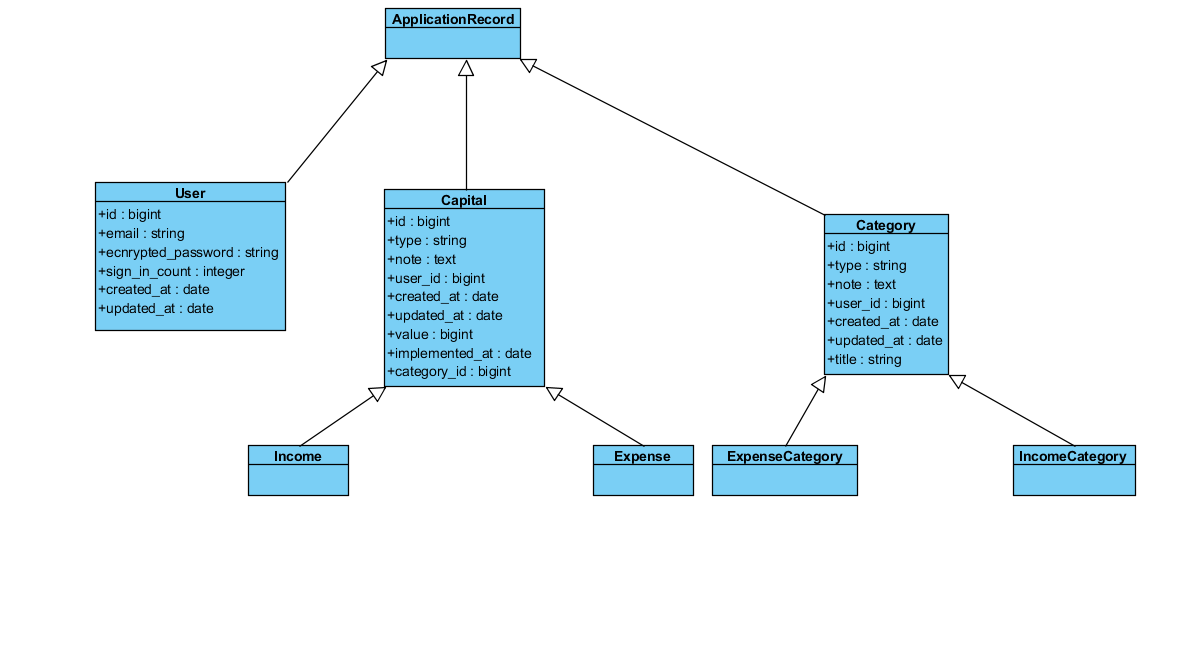 ApplicationRecord
User
+id : bigint
+email : string
+ecnrypted_password : string
+sign_in_count : integer
+created_at : date
+updated_at : date
Capital
+id : bigint
+type : string
+note : text
+user_id : bigint
+created_at : date
+updated_at : date
+value : bigint
+implemented_at : date
+category_id : bigint
Category
+id : bigint
+type : string
+note : text
+user_id : bigint
+created_at : date
+updated_at : date
+title : string
Income
Expense
ExpenseCategory
IncomeCategory